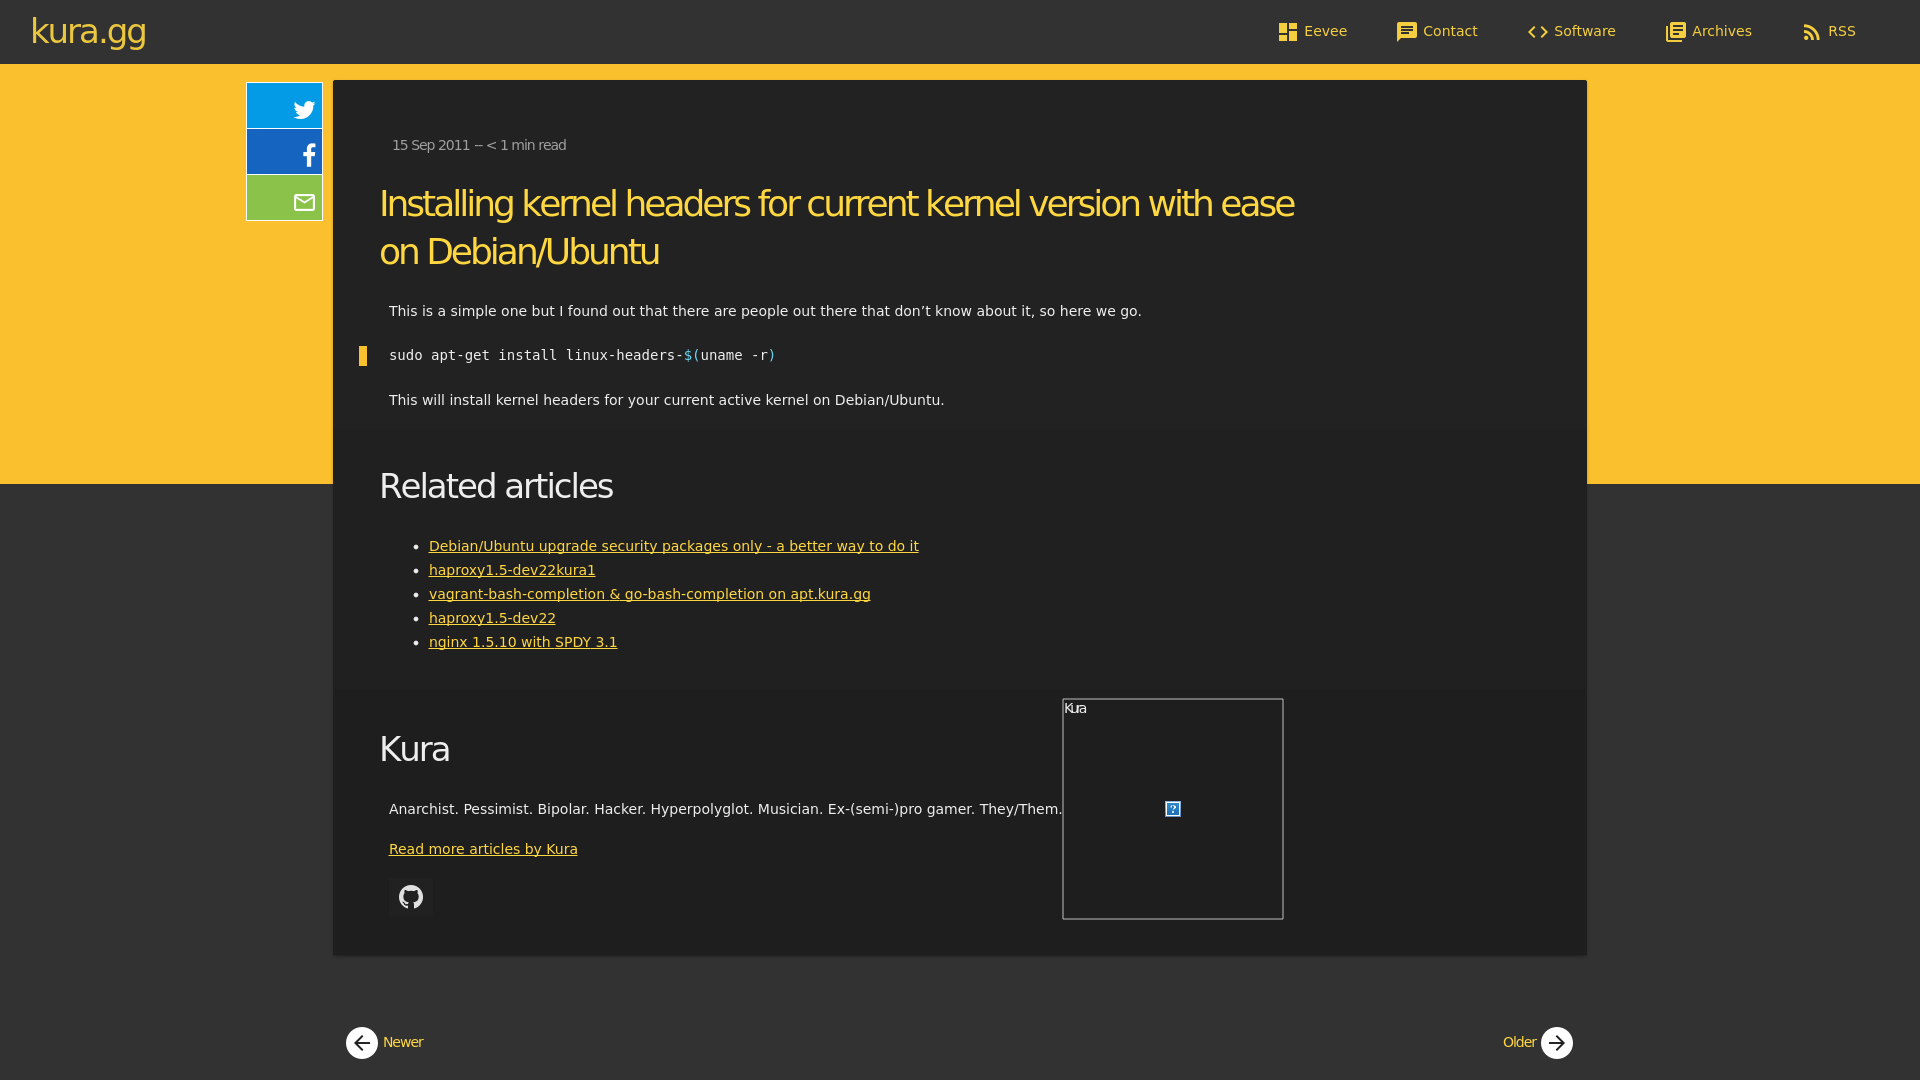 kura.gg
Eevee
Contact
Software
Archives
RSS
15 Sep 2011 -- < 1 min read
Installing kernel headers for current kernel version with ease
on Debian/Ubuntu
This is a simple one but I found out that there are people out there that don’t know about it, so here we go.
sudo apt-get install linux-headers-$(uname -r)
This will install kernel headers for your current active kernel on Debian/Ubuntu.
Related articles
• Debian/Ubuntu upgrade security packages only - a better way to do it
• haproxy1.5-dev22kura1
• vagrant-bash-completion & go-bash-completion on apt.kura.gg
• haproxy1.5-dev22
• nginx 1.5.10 with SPDY 3.1
Kura
Kura
Anarchist. Pessimist. Bipolar. Hacker. Hyperpolyglot. Musician. Ex-(semi-)pro gamer. They/Them.
Read more articles by Kura
Newer
Older